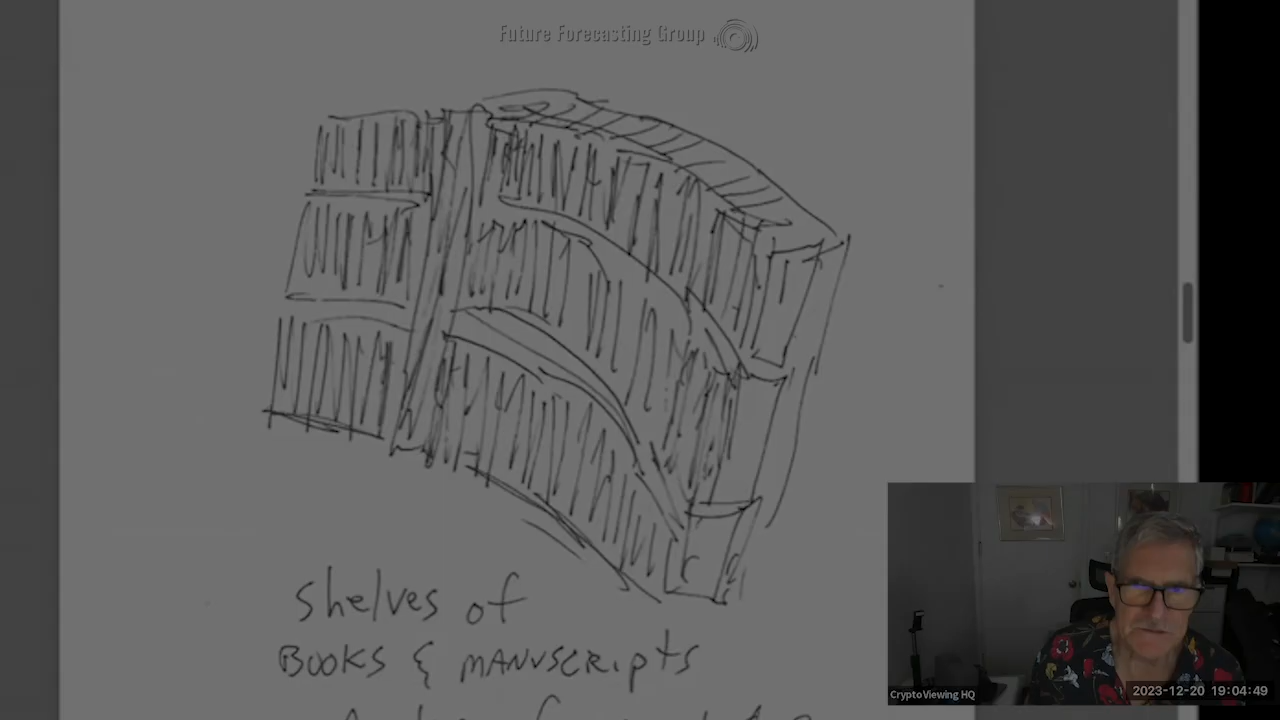 Future Forecasting Group
shelves of
BOOKS & MANUSCRIPTS
CryptoViewing HQ
2023-12-20 19:04:49